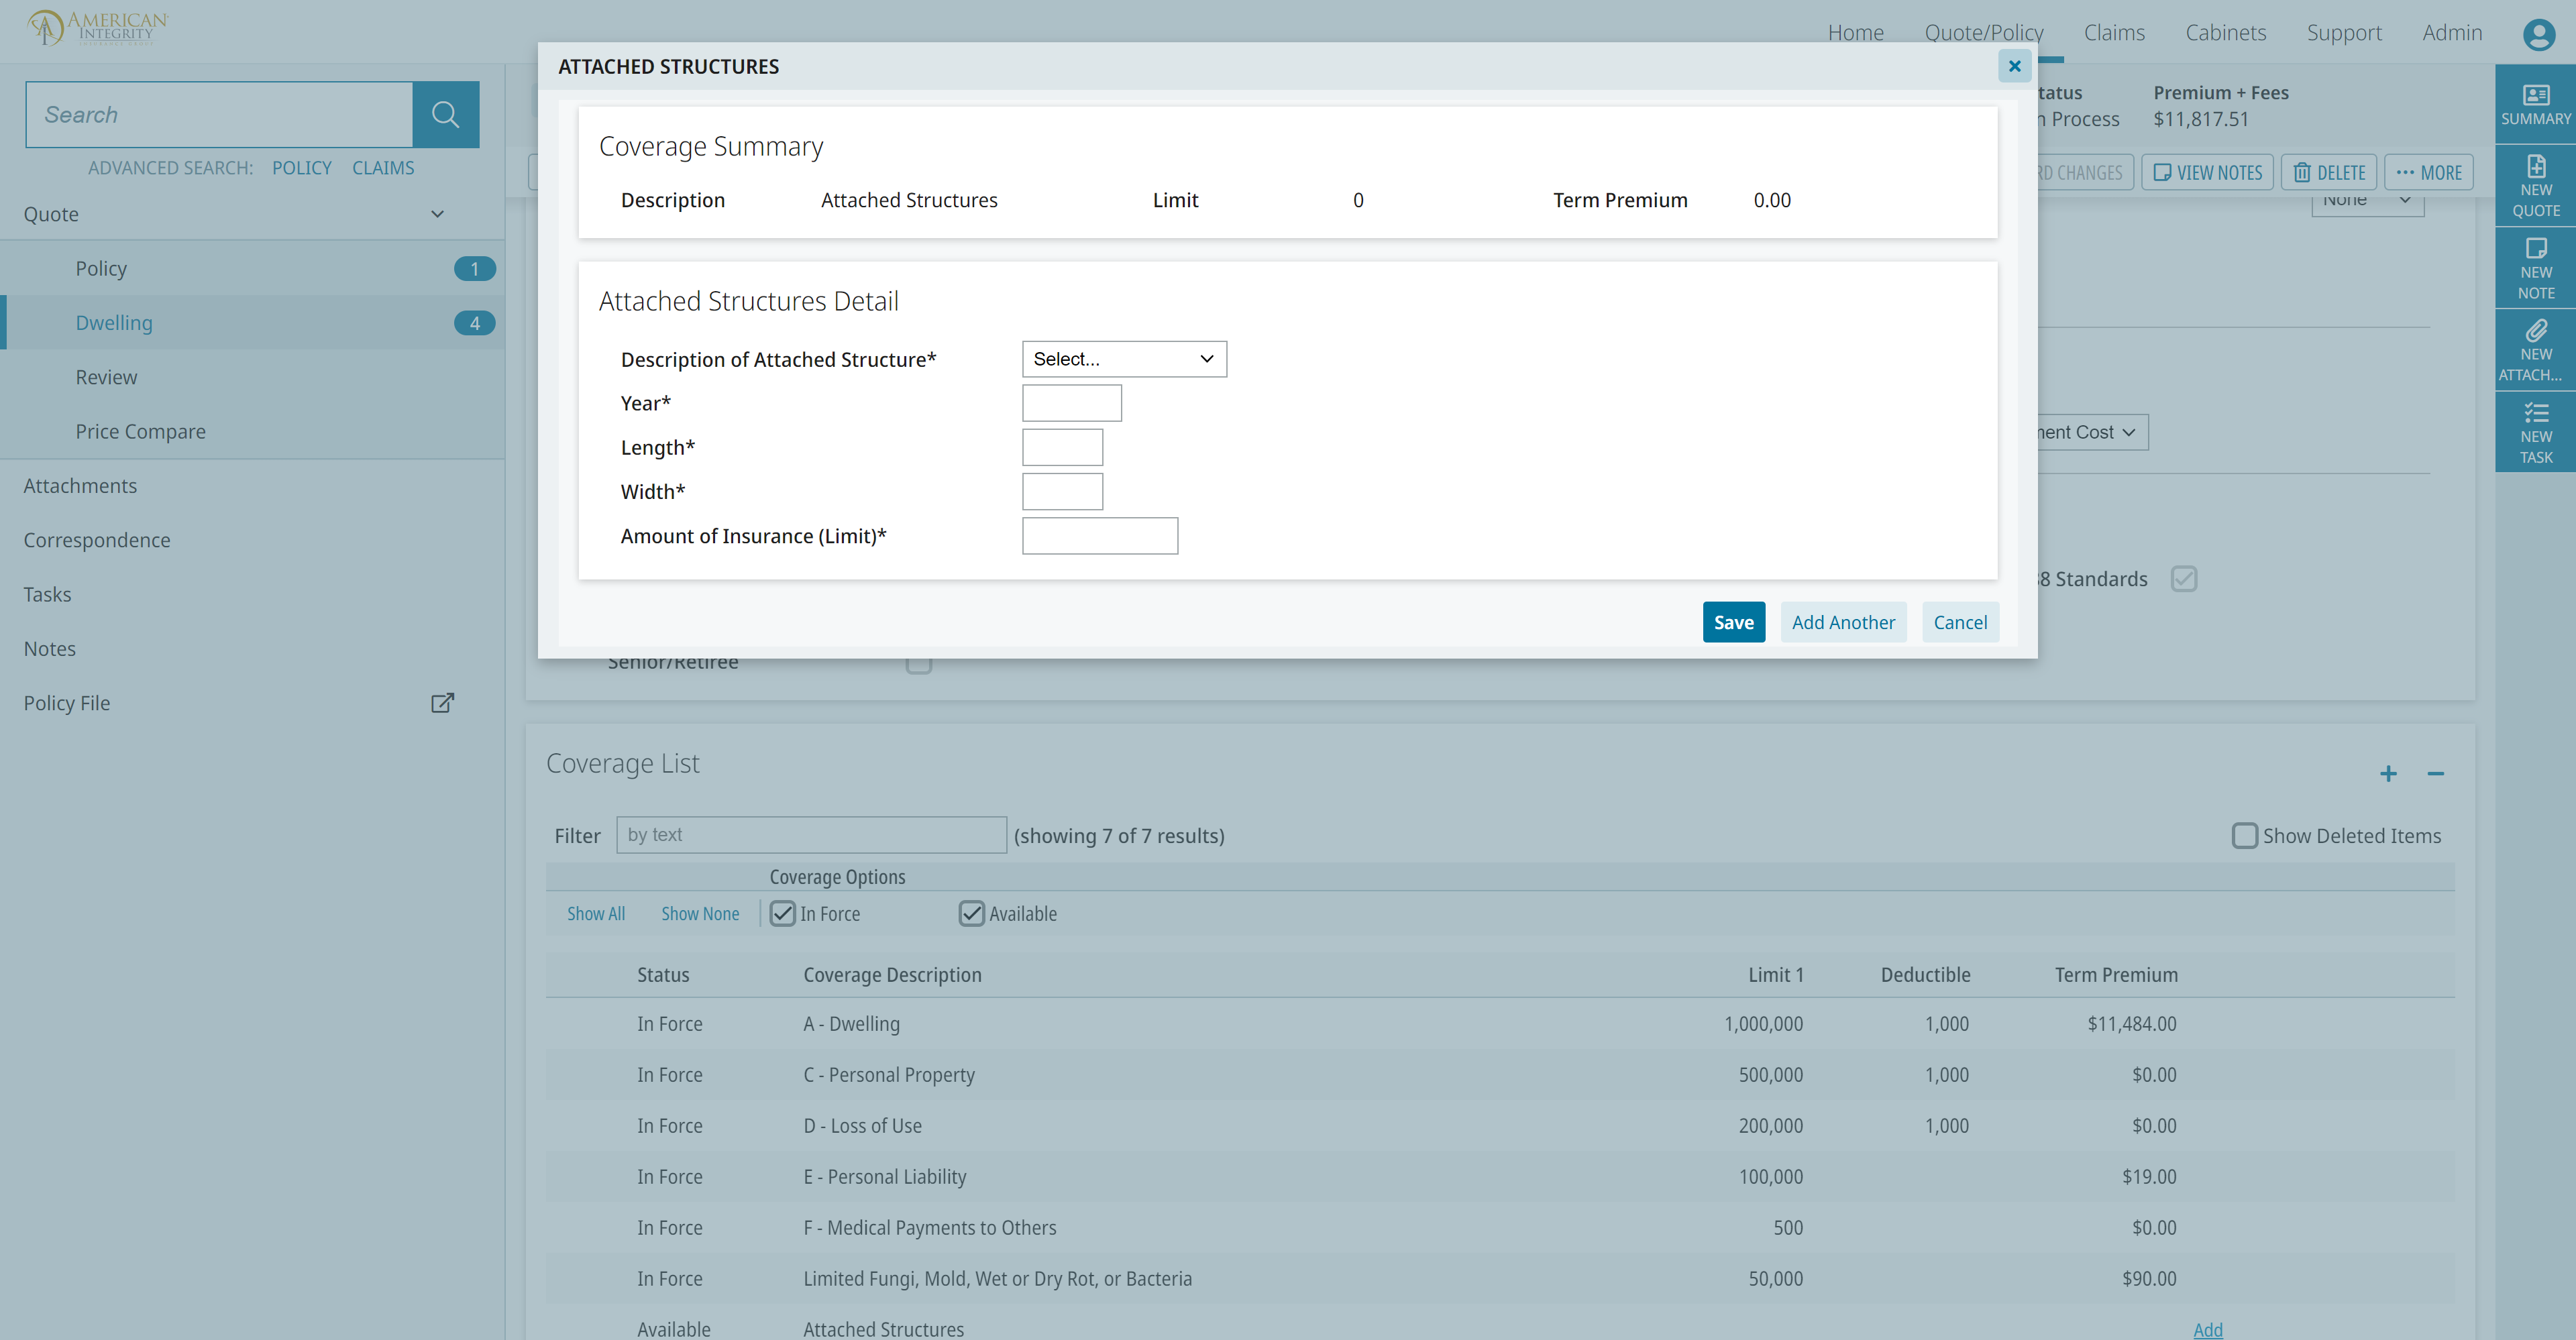 AMERICAN
INTEGRITY
Home Quote/Policy Claims Cabinets Support Admin
Search
ADVANCED SEARCH: POLICY CLAIMS
Quote
Policy 1
Dwelling 4
Review
Price Compare
Attachments
Correspondence
Tasks
Notes
Policy File
ATTACHED STRUCTURES
Coverage Summary
Description Attached Structures Limit 0 Term Premium 0.00
Attached Structures Detail
Description of Attached Structure* Select...
Year*
Length*
Width*
Amount of Insurance (Limit)*
Save Add Another Cancel
tatus Premium + Fees
Process $11,817.51
RD CHANGES VIEW NOTES DELETE MORE
None
ment Cost
38 Standards
Senior/Retiree
SUMMARY
NEW
QUOTE
NEW
NOTE
NEW
ATTACH...
NEW
TASK
Coverage List
Filter by text (showing 7 of 7 results) Show Deleted Items
Coverage Options
Show All Show None In Force Available
Status Coverage Description Limit 1 Deductible Term Premium
In Force A - Dwelling 1,000,000 1,000 $11,484.00
In Force C - Personal Property 500,000 1,000 $0.00
In Force D - Loss of Use 200,000 1,000 $0.00
In Force E - Personal Liability 100,000 $19.00
In Force F - Medical Payments to Others 500 $0.00
In Force Limited Fungi, Mold, Wet or Dry Rot, or Bacteria 50,000 $90.00
Available Attached Structures Add